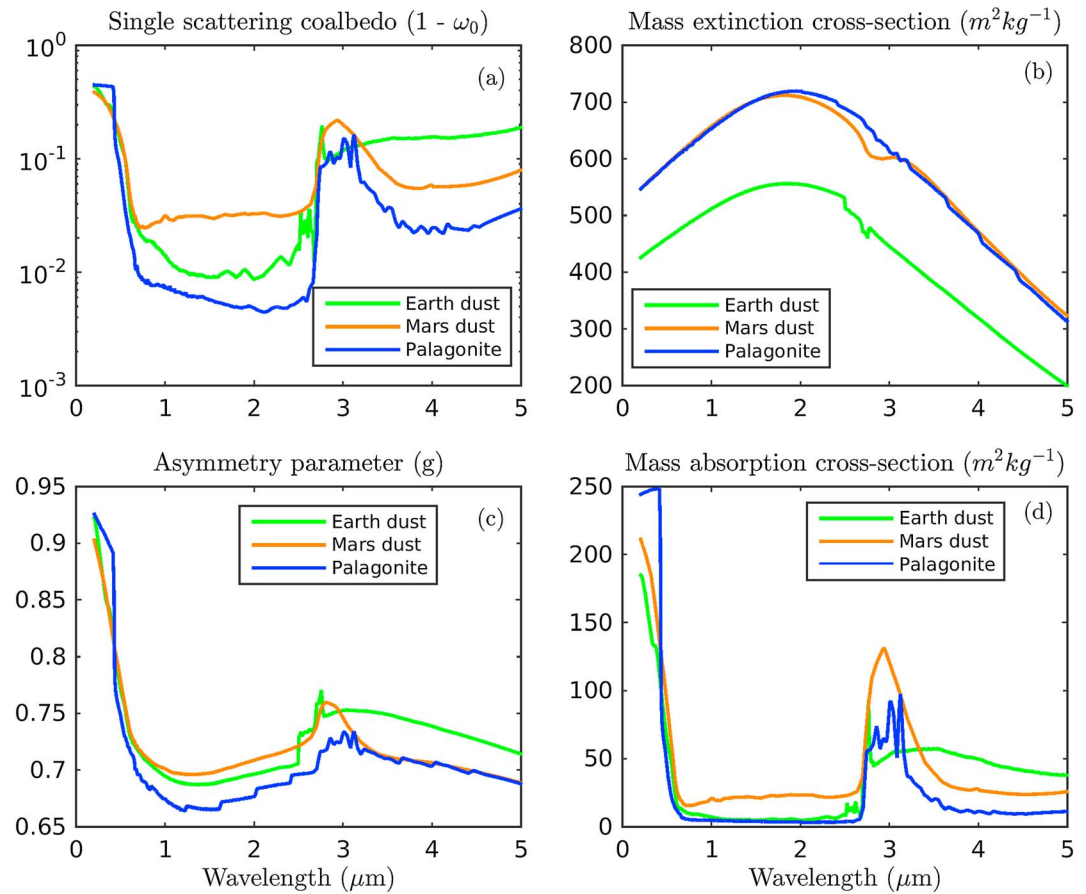 Single scattering coalbedo (1 - ω₀)
10⁰
10⁻¹
10⁻²
10⁻³
(a)
Earth dust
Mars dust
Palagonite
0 1 2 3 4 5
Mass extinction cross-section (m²kg⁻¹)
800
700
600
500
400
300
200
(b)
Earth dust
Mars dust
Palagonite
0 1 2 3 4 5
Asymmetry parameter (g)
0.95
0.9
0.85
0.8
0.75
0.7
0.65
(c)
Earth dust
Mars dust
Palagonite
0 1 2 3 4 5
Wavelength (μm)
Mass absorption cross-section (m²kg⁻¹)
250
200
150
100
50
0
(d)
Earth dust
Mars dust
Palagonite
0 1 2 3 4 5
Wavelength (μm)